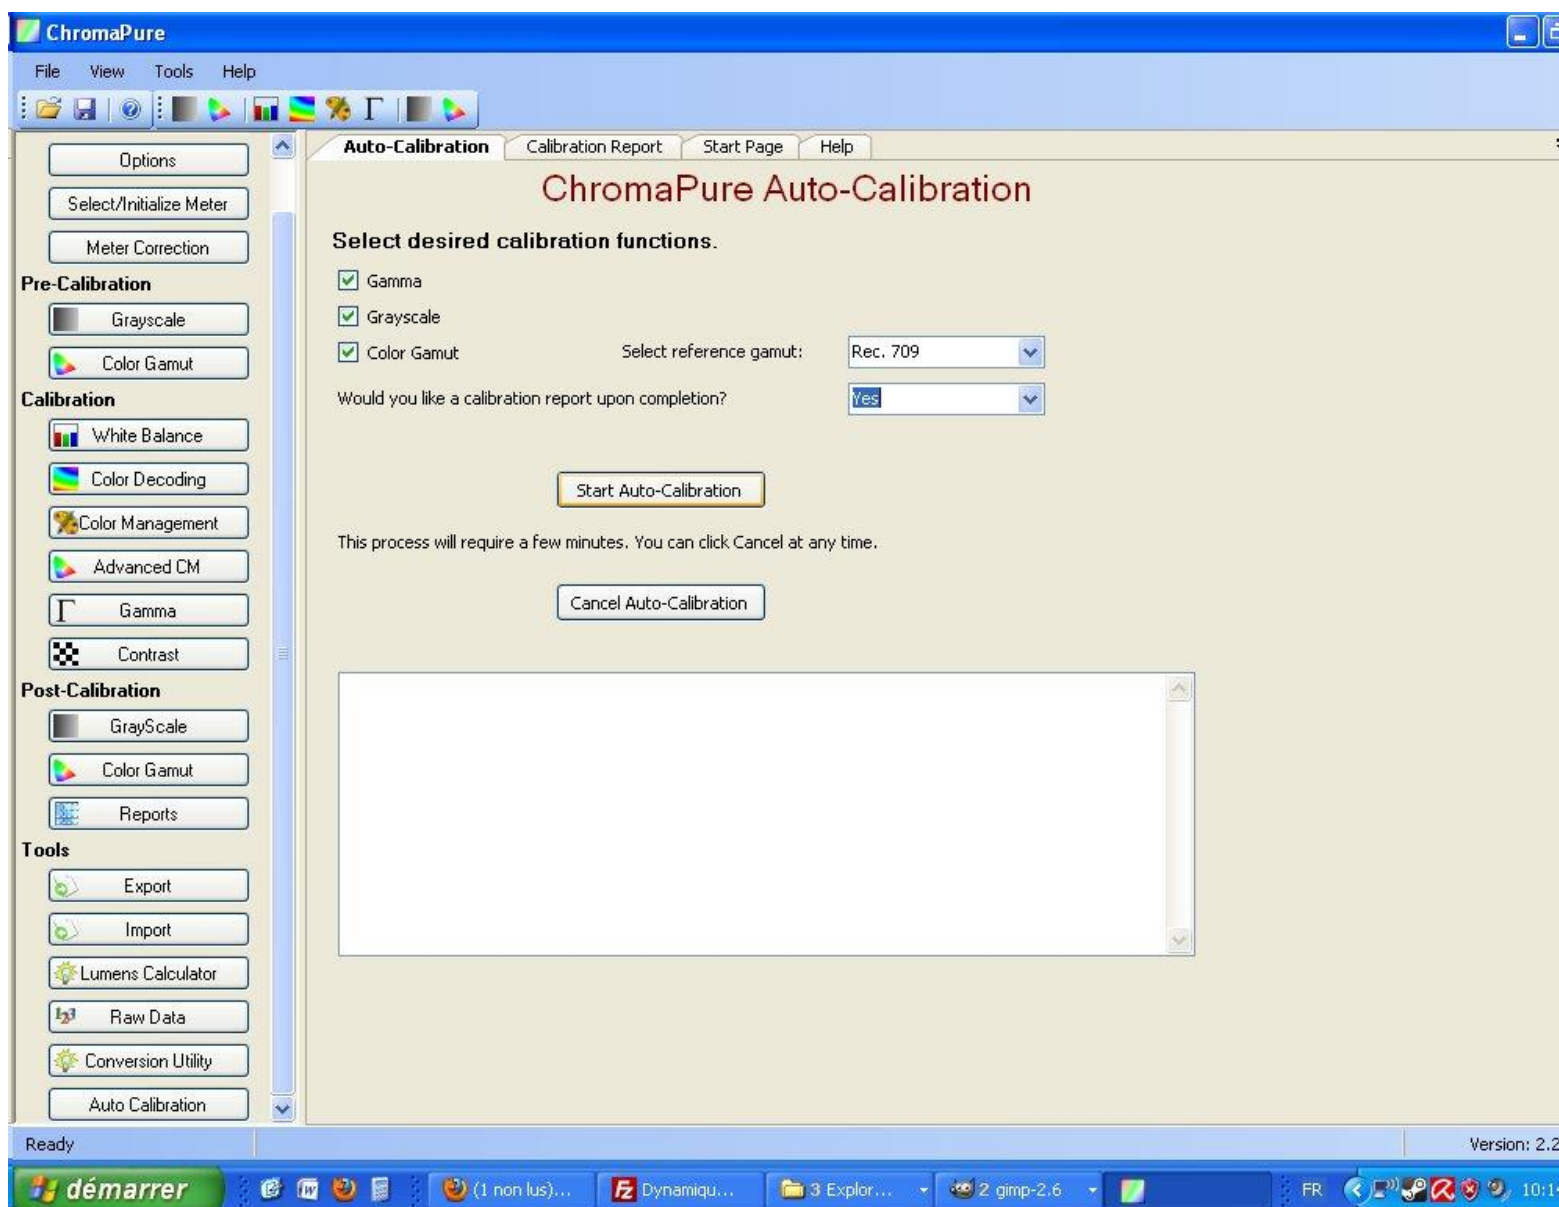 ChromaPure
File View Tools Help
Options
Select/Initialize Meter
Meter Correction
Pre-Calibration
Grayscale
Color Gamut
Calibration
White Balance
Color Decoding
Color Management
Advanced CM
Γ Gamma
Contrast
Post-Calibration
GrayScale
Color Gamut
Reports
Tools
Export
Import
Lumens Calculator
123 Raw Data
Conversion Utility
Auto Calibration
Auto-Calibration Calibration Report Start Page Help
ChromaPure Auto-Calibration
Select desired calibration functions.
Gamma
Grayscale
Color Gamut Select reference gamut: Rec. 709
Would you like a calibration report upon completion? Yes
Start Auto-Calibration
This process will require a few minutes. You can click Cancel at any time.
Cancel Auto-Calibration
Ready Version: 2.2
démarrer (1 non lus)... Fz Dynamiqu... 3 Explor... 2 gimp-2.6 FR 10:1